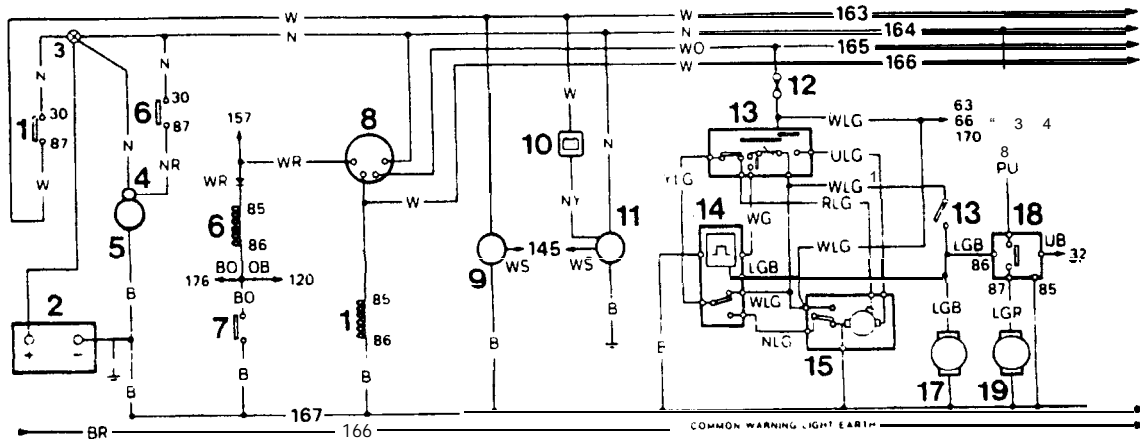 W W 163
3 N N 164
WO 165
W 166
N N N 12
1 30 6 30 157 8 W 13 WLG 63
87 87 10 N 66 " 3 4
170
WR ULG 8
4 NR WR W PU
W 14 WLG 13 18
5 6 85 W NY 11 WG RLG
86 WLG
BO OB 9 145 LGB LGB UB
176 120 WS WS 86 32
B BO 87 85
2 7 1 85 WLG LGB LGR
+ - 86 B NLG
B B B B 15 17 19
B
167
BR 166 COMMON WARNING LIGHT EARTH